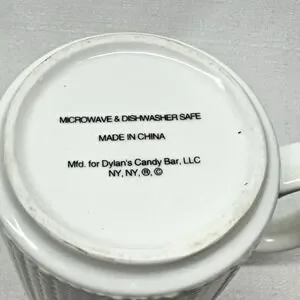 MICROWAVE & DISHWASHER SAFE
MADE IN CHINA
Mfd. for Dylan's Candy Bar, LLC
NY, NY, ®, ©